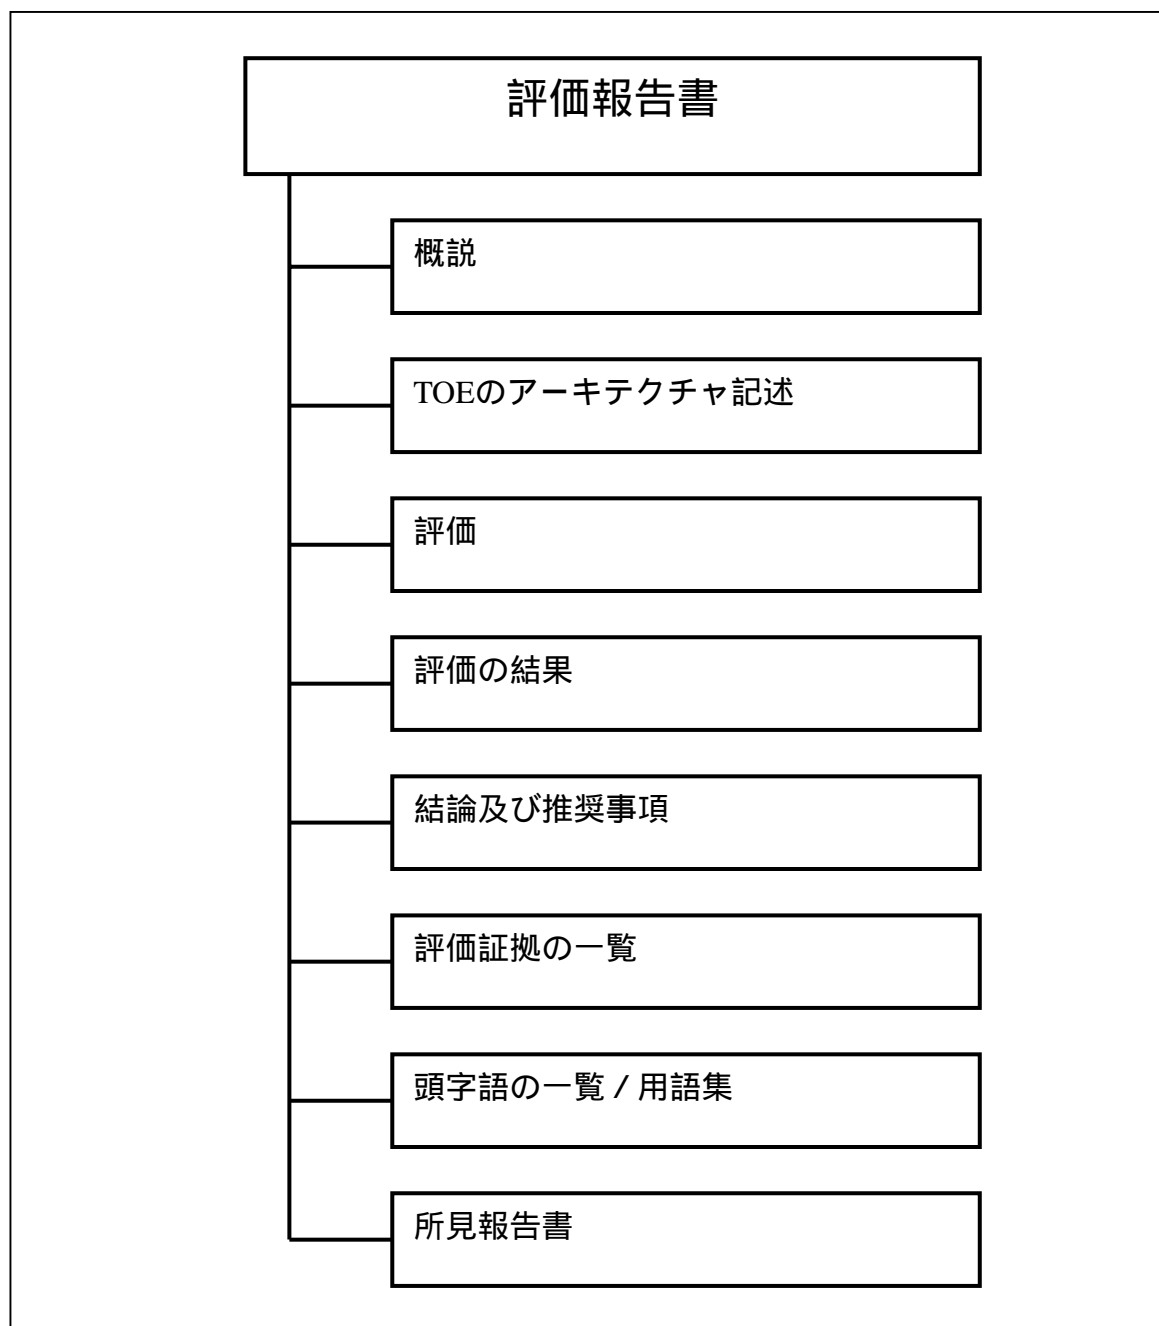 評価報告書
概説
TOEのアーキテクチャ記述
評価
評価の結果
結論及び推奨事項
評価証拠の一覧
頭字語の一覧 / 用語集
所見報告書